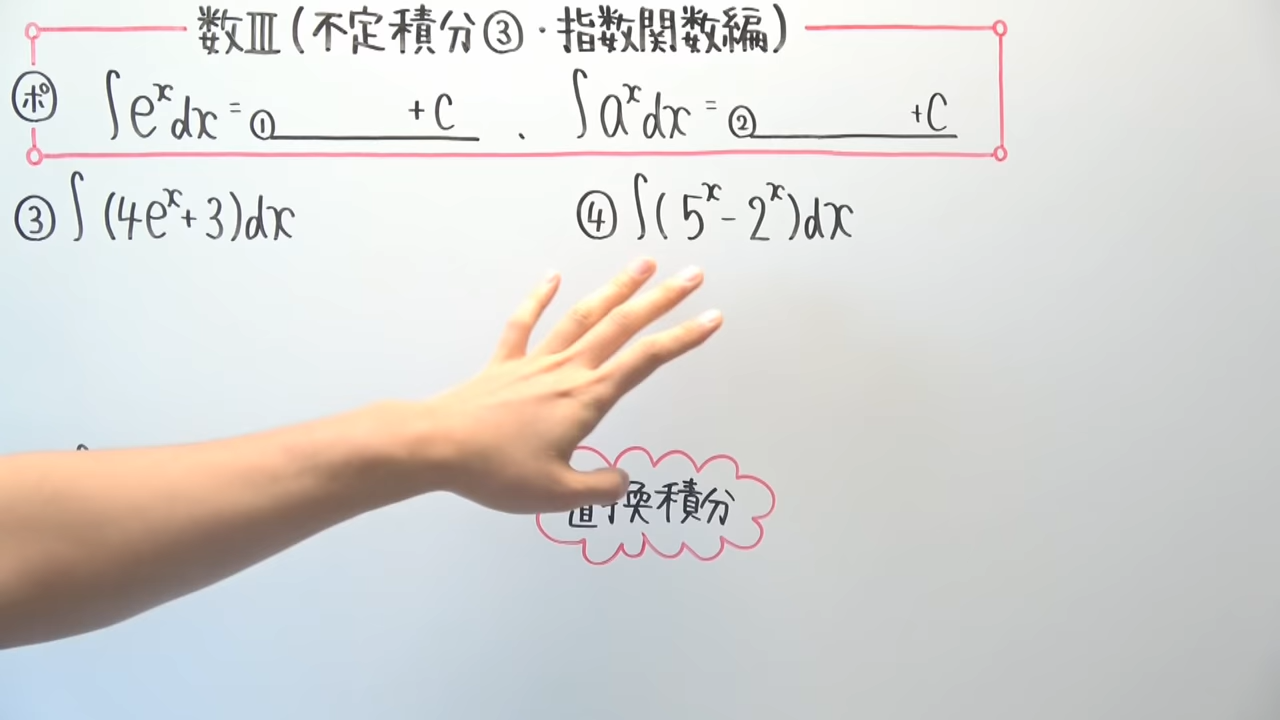 数Ⅲ(不定積分③・指数関数編)
ポ ∫e^x dx = ① +C . ∫a^x dx = ② +C
③ ∫(4e^x+3)dx ④ ∫(5^x-2^x)dx
置換積分